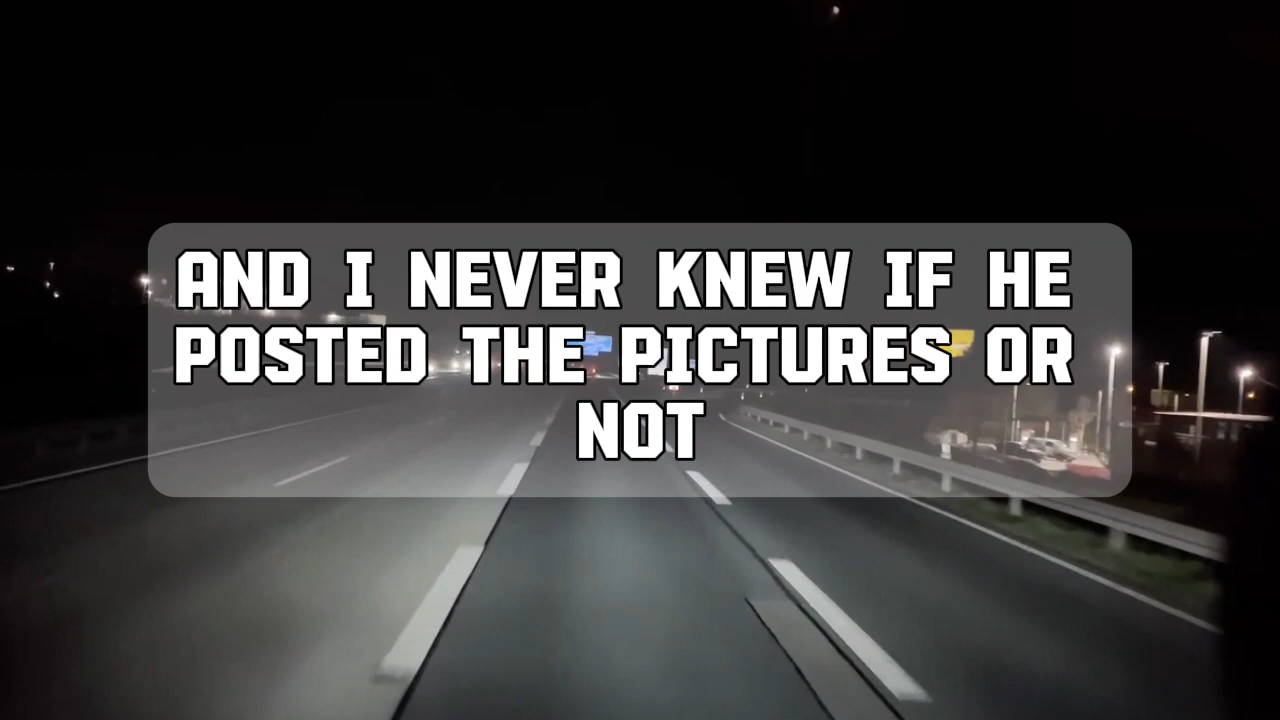 AND I NEVER KNEW IF HE
POSTED THE PICTURES OR
NOT